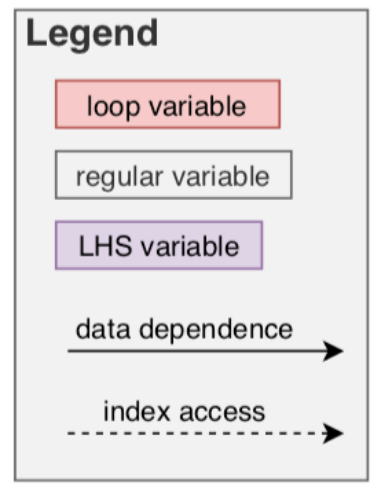 Legend
loop variable
regular variable
LHS variable
data dependence
index access